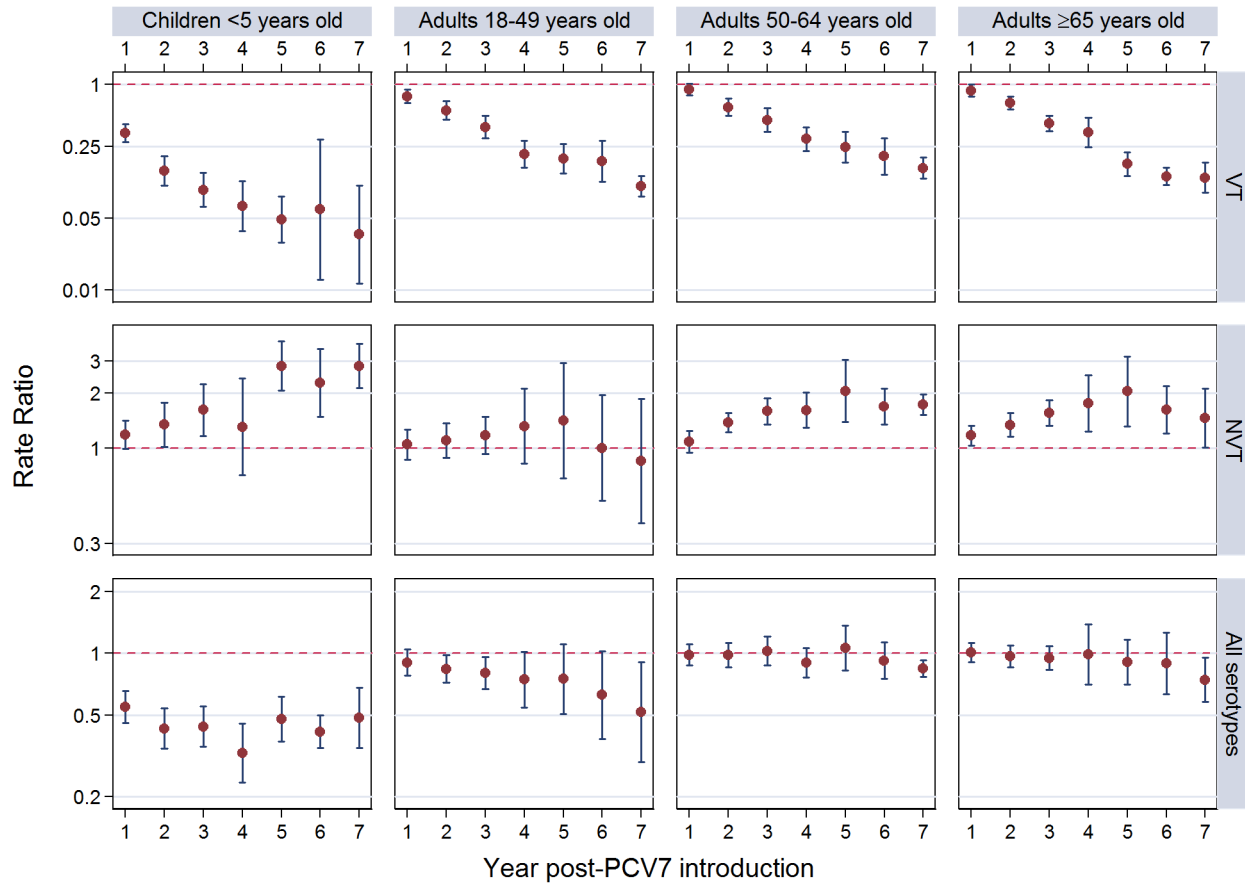 Children <5 years old Adults 18-49 years old Adults 50-64 years old Adults ≥65 years old
1 2 3 4 5 6 7 1 2 3 4 5 6 7 1 2 3 4 5 6 7 1 2 3 4 5 6 7
1
0.25
0.05
0.01
VT
3
2
1
0.3
NVT
2
1
0.5
0.2
All serotypes
Rate Ratio
1 2 3 4 5 6 7 1 2 3 4 5 6 7 1 2 3 4 5 6 7 1 2 3 4 5 6 7
Year post-PCV7 introduction